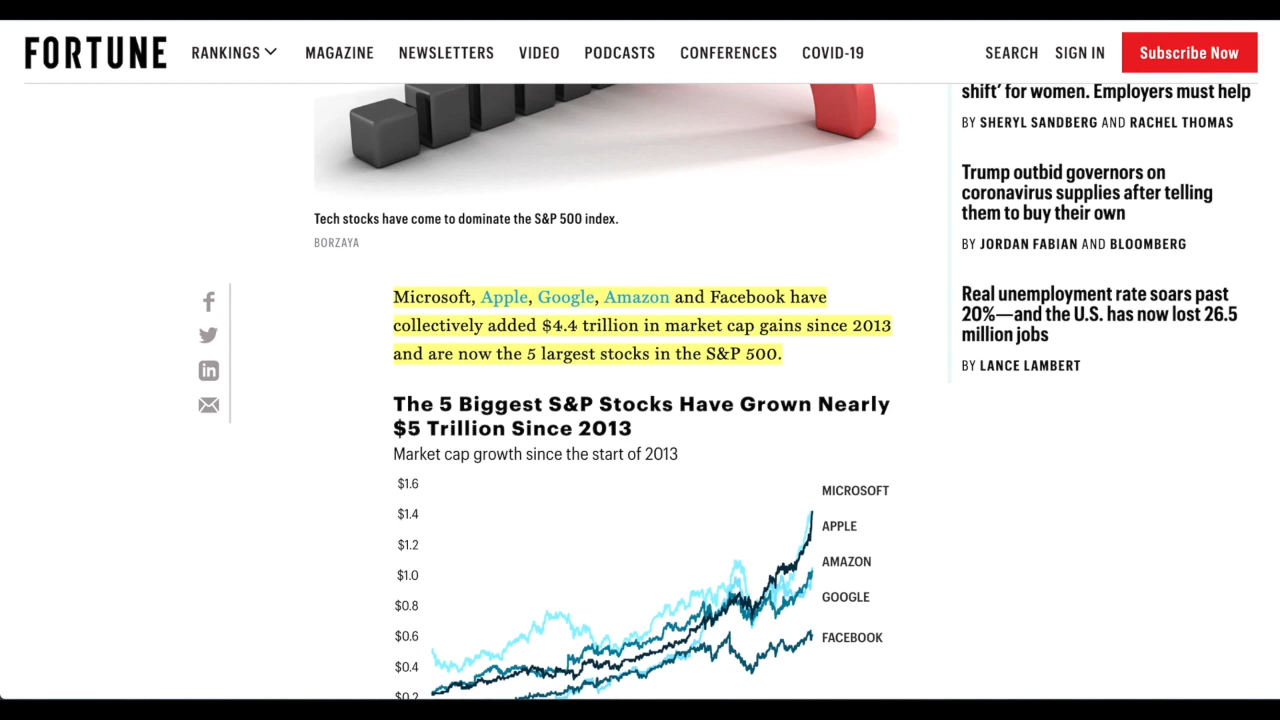 FORTUNE
RANKINGS
MAGAZINE
NEWSLETTERS
VIDEO
PODCASTS
CONFERENCES
COVID-19
SEARCH
SIGN IN
Subscribe Now
Tech stocks have come to dominate the S&P 500 index.
BORZAYA
Microsoft, Apple, Google, Amazon and Facebook have
collectively added $4.4 trillion in market cap gains since 2013
and are now the 5 largest stocks in the S&P 500.
The 5 Biggest S&P Stocks Have Grown Nearly
$5 Trillion Since 2013
Market cap growth since the start of 2013
$1.6
$1.4
$1.2
$1.0
$0.8
$0.6
$0.4
$0.2
MICROSOFT
APPLE
AMAZON
GOOGLE
FACEBOOK
shift’ for women. Employers must help
BY SHERYL SANDBERG AND RACHEL THOMAS
Trump outbid governors on
coronavirus supplies after telling
them to buy their own
BY JORDAN FABIAN AND BLOOMBERG
Real unemployment rate soars past
20%—and the U.S. has now lost 26.5
million jobs
BY LANCE LAMBERT